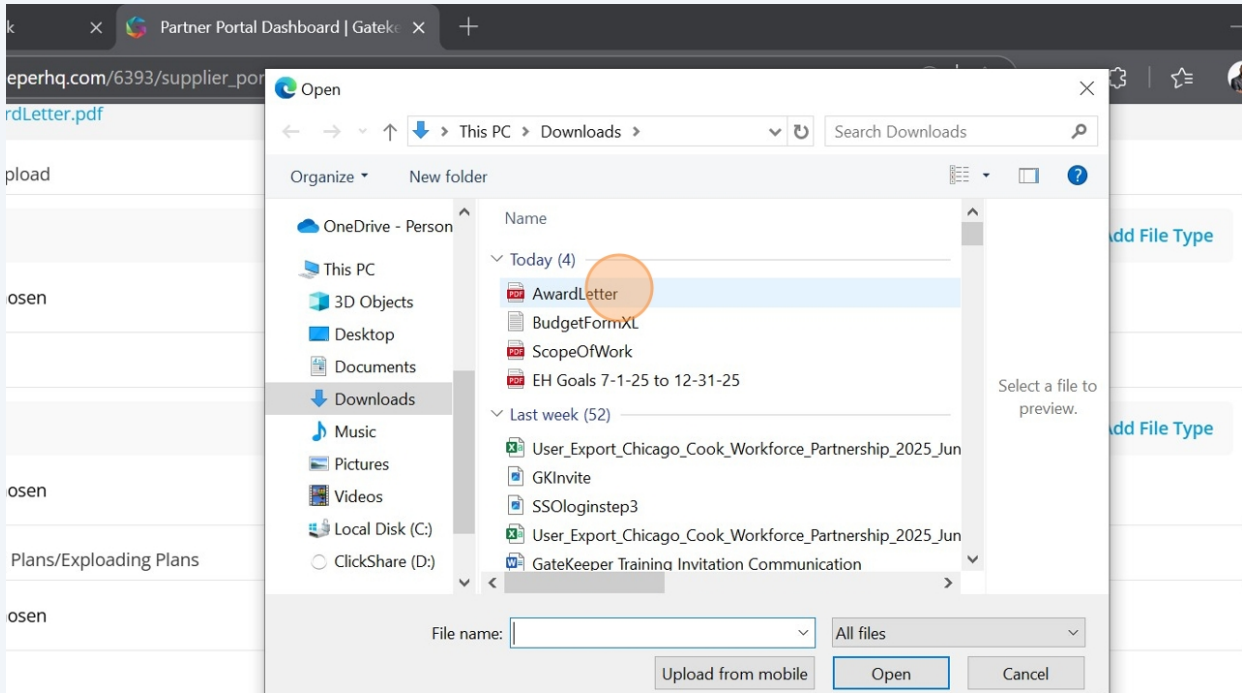 k
Partner Portal Dashboard | Gateke
eperhq.com/6393/supplier_por
rdLetter.pdf
pload
osen
osen
Plans/Exploading Plans
osen
Open
This PC > Downloads >
Search Downloads
Organize
New folder
OneDrive - Person
This PC
3D Objects
Desktop
Documents
Downloads
Music
Pictures
Videos
Local Disk (C:)
ClickShare (D:)
Name
Today (4)
AwardLetter
BudgetFormXL
ScopeOfWork
EH Goals 7-1-25 to 12-31-25
Last week (52)
User_Export_Chicago_Cook_Workforce_Partnership_2025_Jun
GKInvite
SSOloginstep3
User_Export_Chicago_Cook_Workforce_Partnership_2025_Jun
GateKeeper Training Invitation Communication
Select a file to
preview.
File name:
All files
Upload from mobile
Open
Cancel
Add File Type
Add File Type